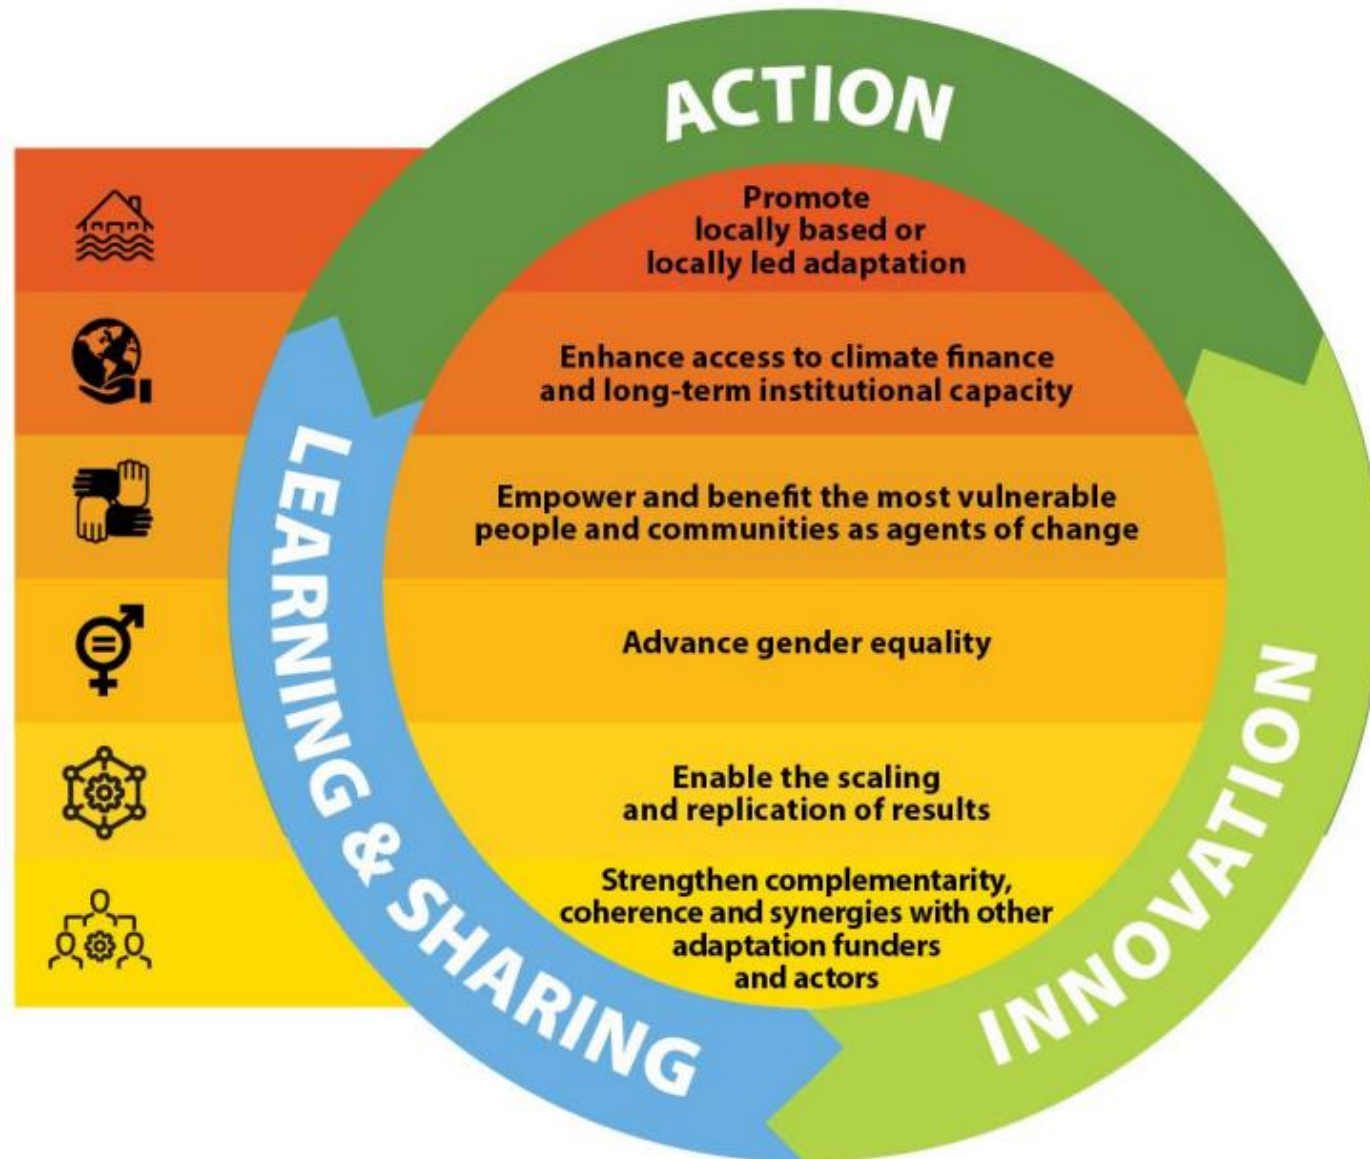 ACTION
Promote
locally based or
locally led adaptation
Enhance access to climate finance
and long-term institutional capacity
Empower and benefit the most vulnerable
people and communities as agents of change
Advance gender equality
Enable the scaling
and replication of results
Strengthen complementarity,
coherence and synergies with other
adaptation funders
and actors
LEARNING & SHARING
INNOVATION